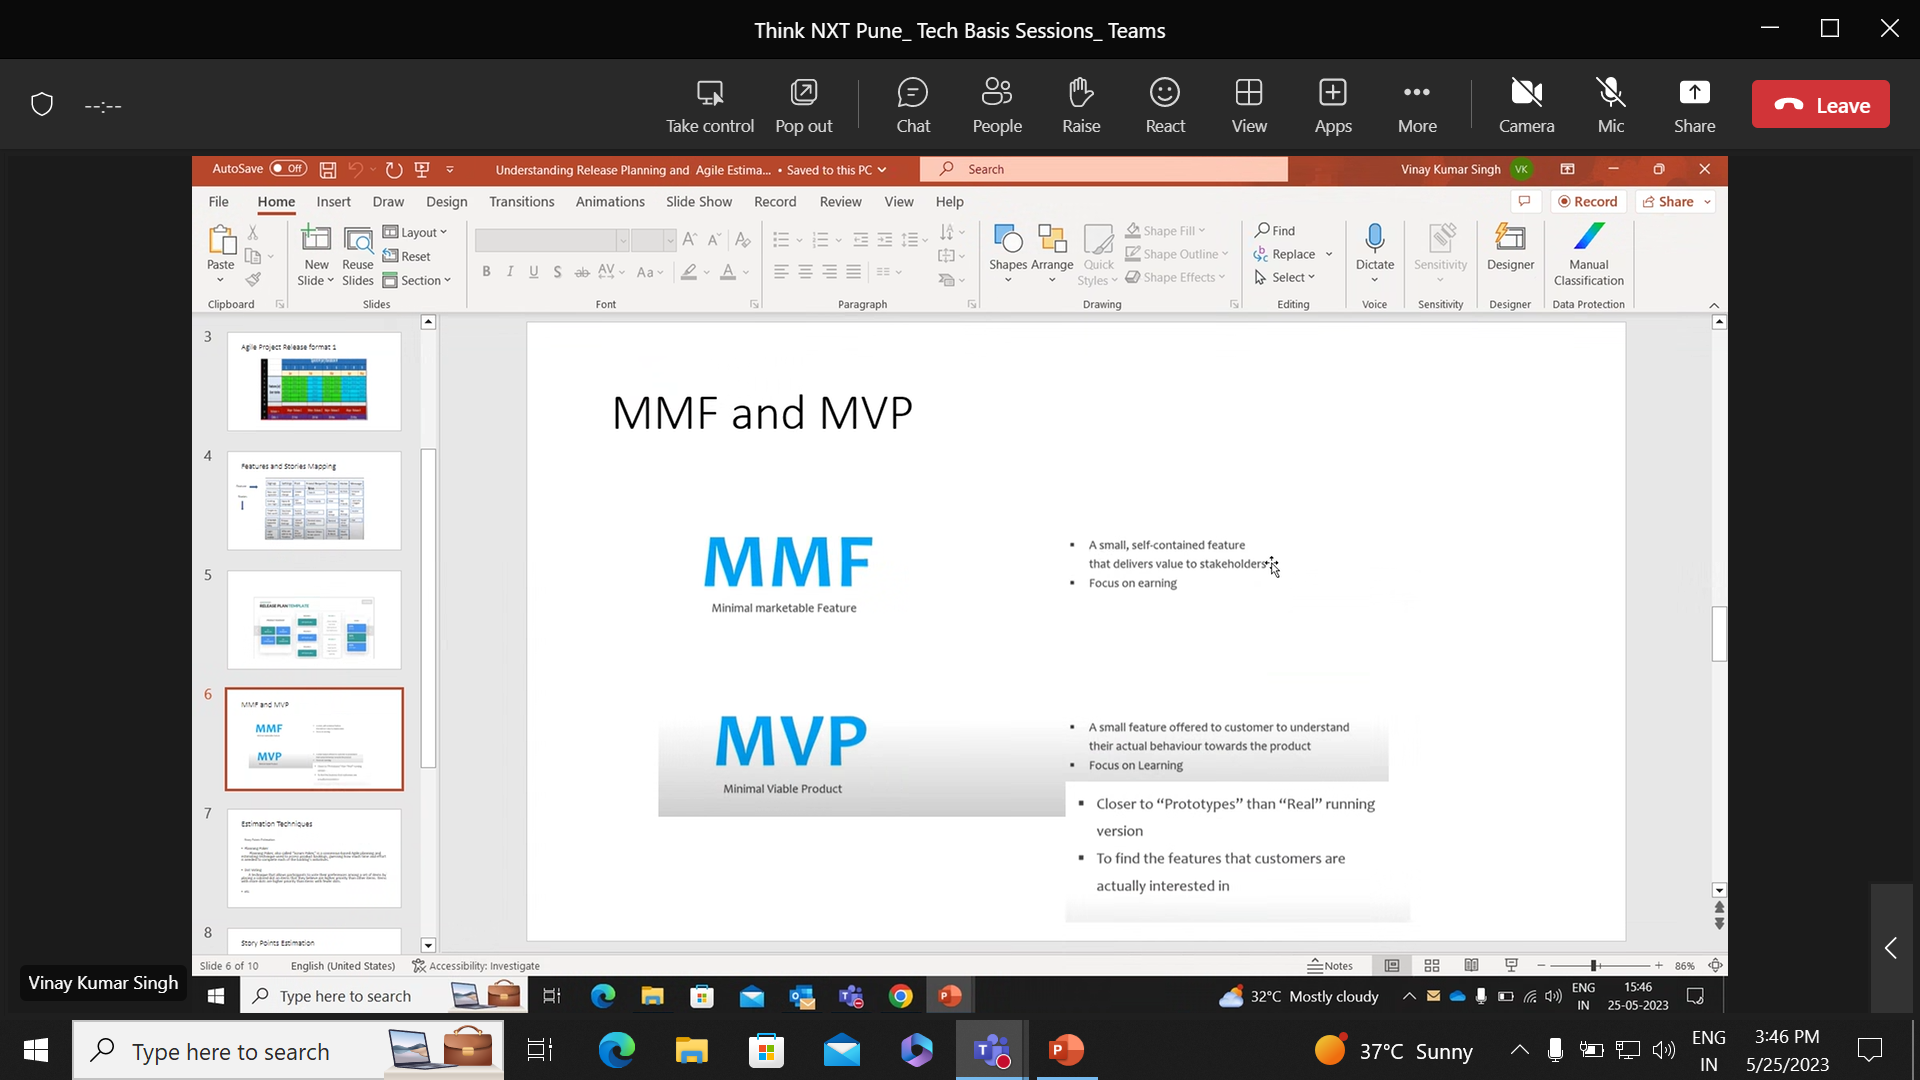 Think NXT Pune_ Tech Basis Sessions_ Teams
--:--
Take control
Pop out
Chat
People
Raise
React
View
Apps
More
Camera
Mic
Share
Leave
AutoSave
Off
Understanding Release Planning and Agile Estima... • Saved to this PC
Search
Vinay Kumar Singh
VK
File
Home
Insert
Draw
Design
Transitions
Animations
Slide Show
Record
Review
View
Help
Record
Share
Paste
Clipboard
New
Slide
Reuse
Slides
Layout
Reset
Section
Slides
Font
Paragraph
Shapes
Arrange
Quick
Styles
Shape Fill
Shape Outline
Shape Effects
Drawing
Find
Replace
Select
Editing
Dictate
Voice
Sensitivity
Sensitivity
Designer
Designer
Manual
Classification
Data Protection
3
Agile Project Release format 1
4
Features and Stories Mapping
5
RELEASE PLAN TEMPLATE
6
MMF and MVP
MMF
MVP
7
Estimation Techniques
8
Story Points Estimation
MMF and MVP
MMF
Minimal marketable Feature
▪ A small, self-contained feature
that delivers value to stakeholders
▪ Focus on earning
MVP
Minimal Viable Product
▪ A small feature offered to customer to understand
their actual behaviour towards the product
▪ Focus on Learning
▪ Closer to “Prototypes” than “Real” running
version
▪ To find the features that customers are
actually interested in
Slide 6 of 10
English (United States)
Accessibility: Investigate
Notes
86%
Vinay Kumar Singh
Type here to search
32°C Mostly cloudy
ENG
IN
15:46
25-05-2023
Type here to search
37°C Sunny
ENG
IN
3:46 PM
5/25/2023